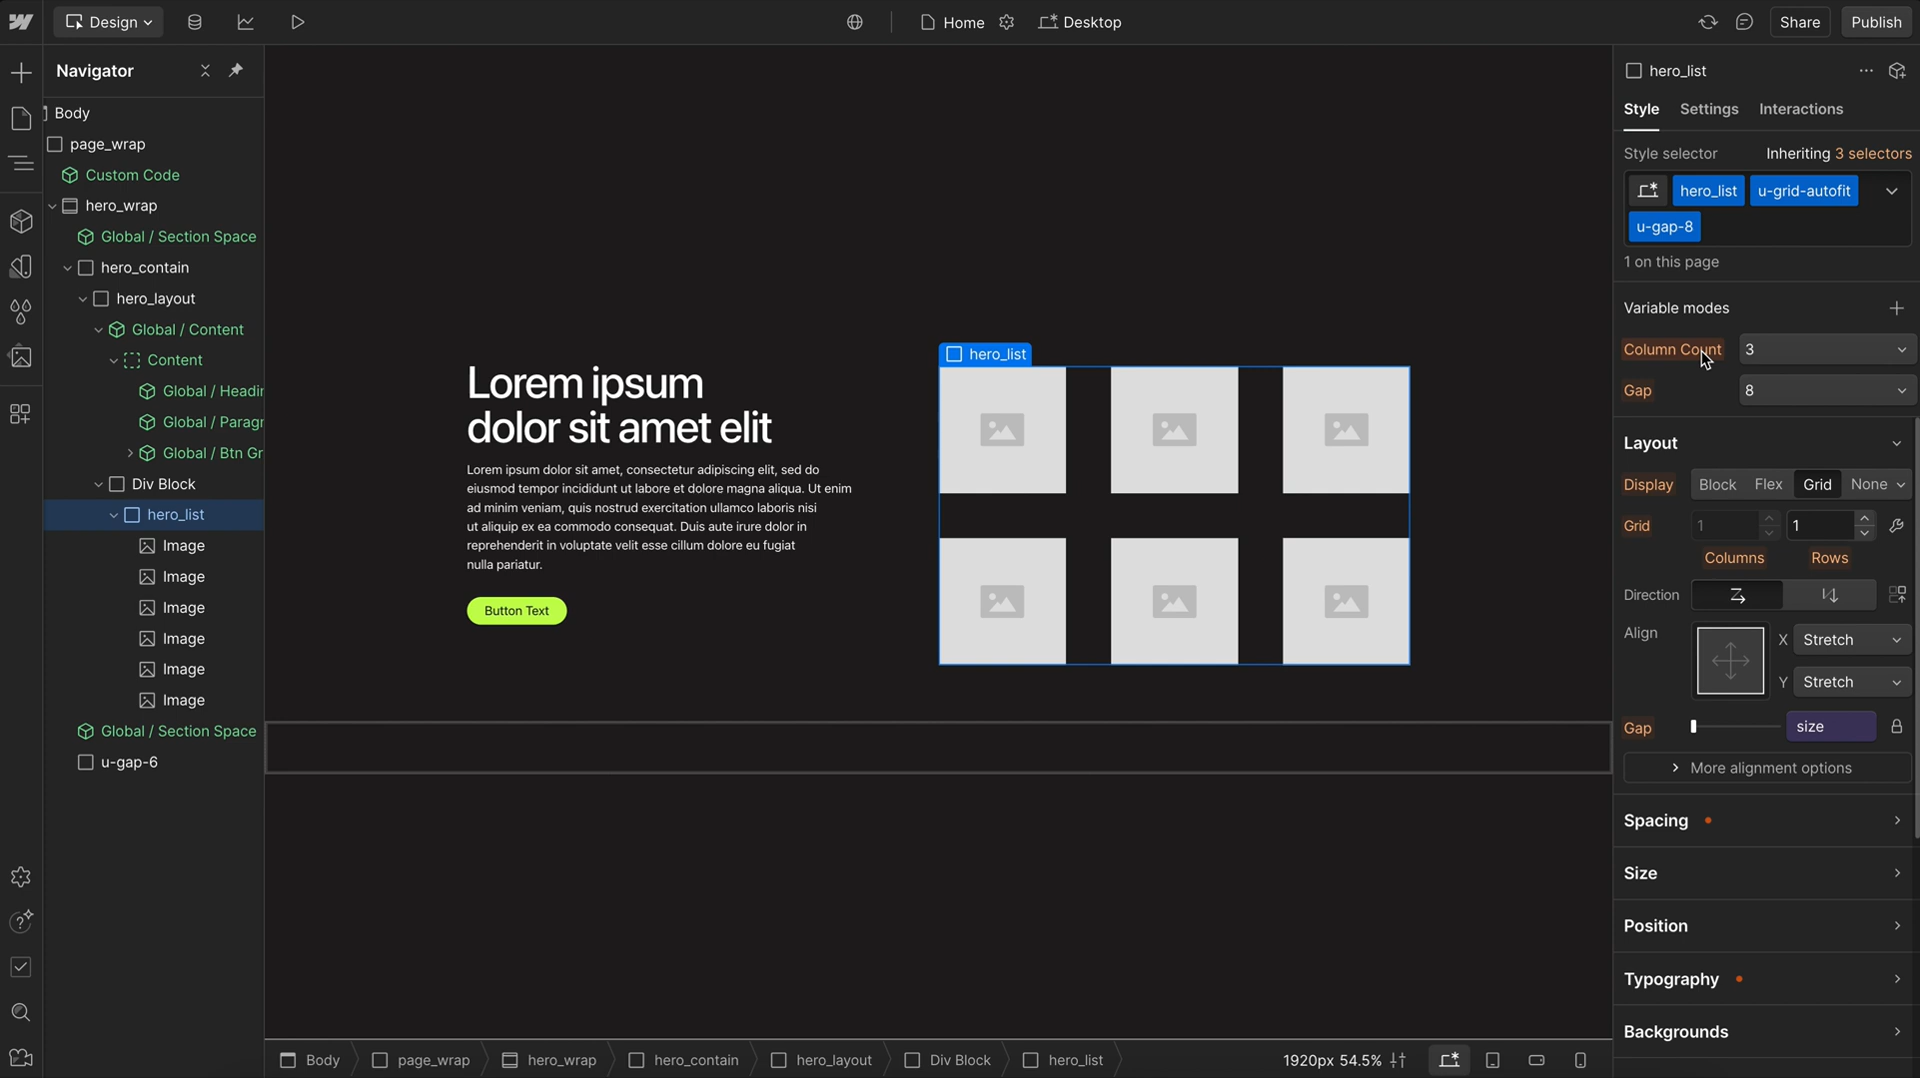 Design
Home
Desktop
Share
Publish
Navigator
Body
page_wrap
Custom Code
hero_wrap
Global / Section Space
hero_contain
hero_layout
Global / Content
Content
Global / Headin
Global / Paragr
Global / Btn Gr
Div Block
hero_list
Image
Image
Image
Image
Image
Image
Global / Section Space
u-gap-6
hero_list
Lorem ipsum
dolor sit amet elit
Lorem ipsum dolor sit amet, consectetur adipiscing elit, sed do
eiusmod tempor incididunt ut labore et dolore magna aliqua. Ut enim
ad minim veniam, quis nostrud exercitation ullamco laboris nisi
ut aliquip ex ea commodo consequat. Duis aute irure dolor in
reprehenderit in voluptate velit esse cillum dolore eu fugiat
nulla pariatur.
Button Text
hero_list
Style Settings Interactions
Style selector Inheriting 3 selectors
hero_list u-grid-autofit
u-gap-8
1 on this page
Variable modes
Column Count 3
Gap 8
Layout
Display Block Flex Grid None
Grid 1 1
Columns Rows
Direction
Align X Stretch
Y Stretch
Gap size
More alignment options
Spacing
Size
Position
Typography
Backgrounds
Body page_wrap hero_wrap hero_contain hero_layout Div Block hero_list 1920px 54.5%